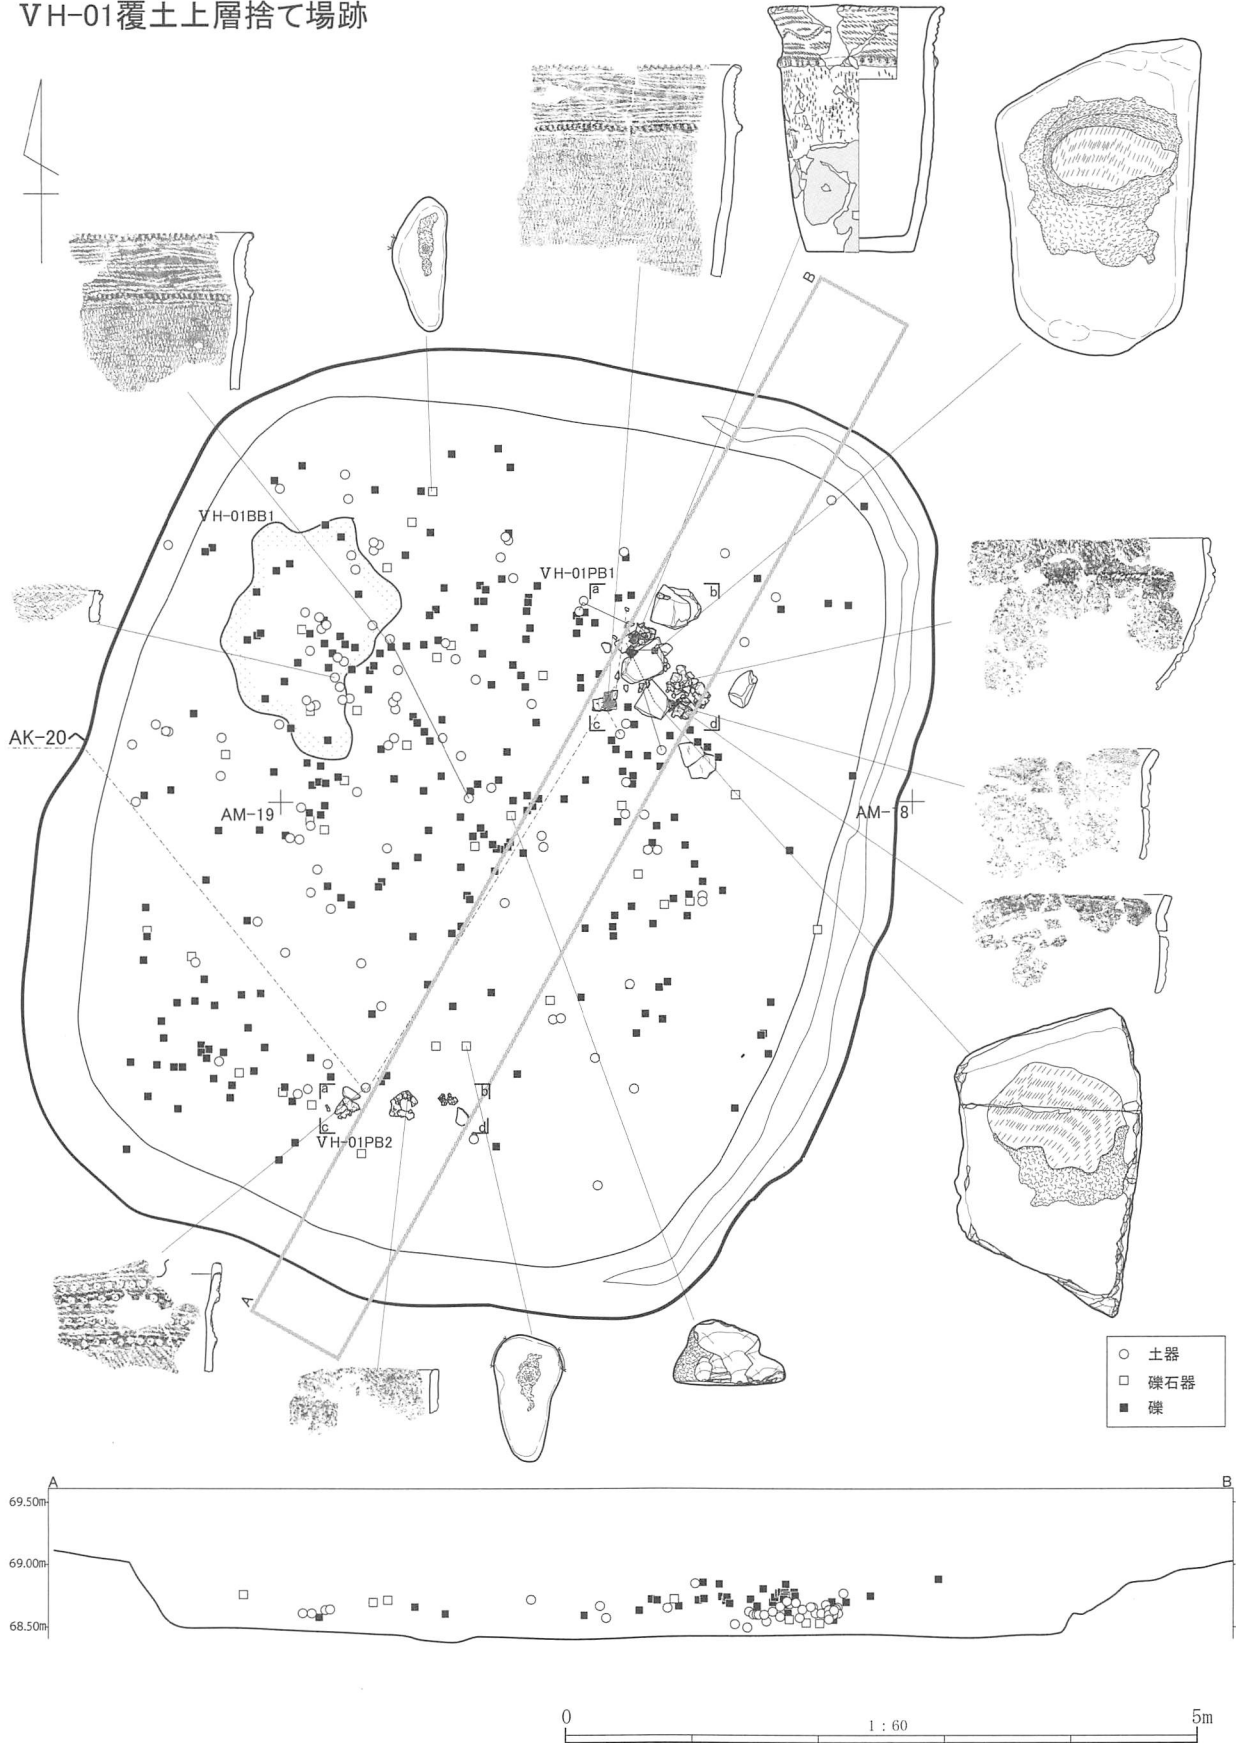 ⅤH-01覆土上層捨て場跡
B
ⅤH-01BB1
ⅤH-01PB1
a
b
c
d
AK-20へ
AM-19
AM-18
a
b
c
d
ⅤH-01PB2
A
○ 土器
□ 礫石器
■ 礫
A
B
69.50m
69.00m
68.50m
0
1：60
5m